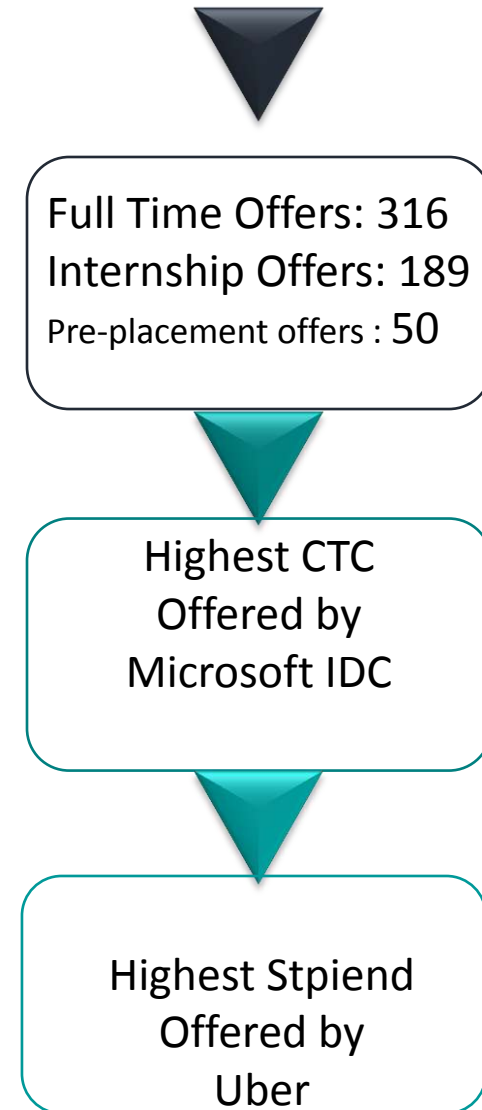 Full Time Offers: 316
Internship Offers: 189
Pre-placement offers : 50
Highest CTC
Offered by
Microsoft IDC
Highest Stpiend
Offered by
Uber